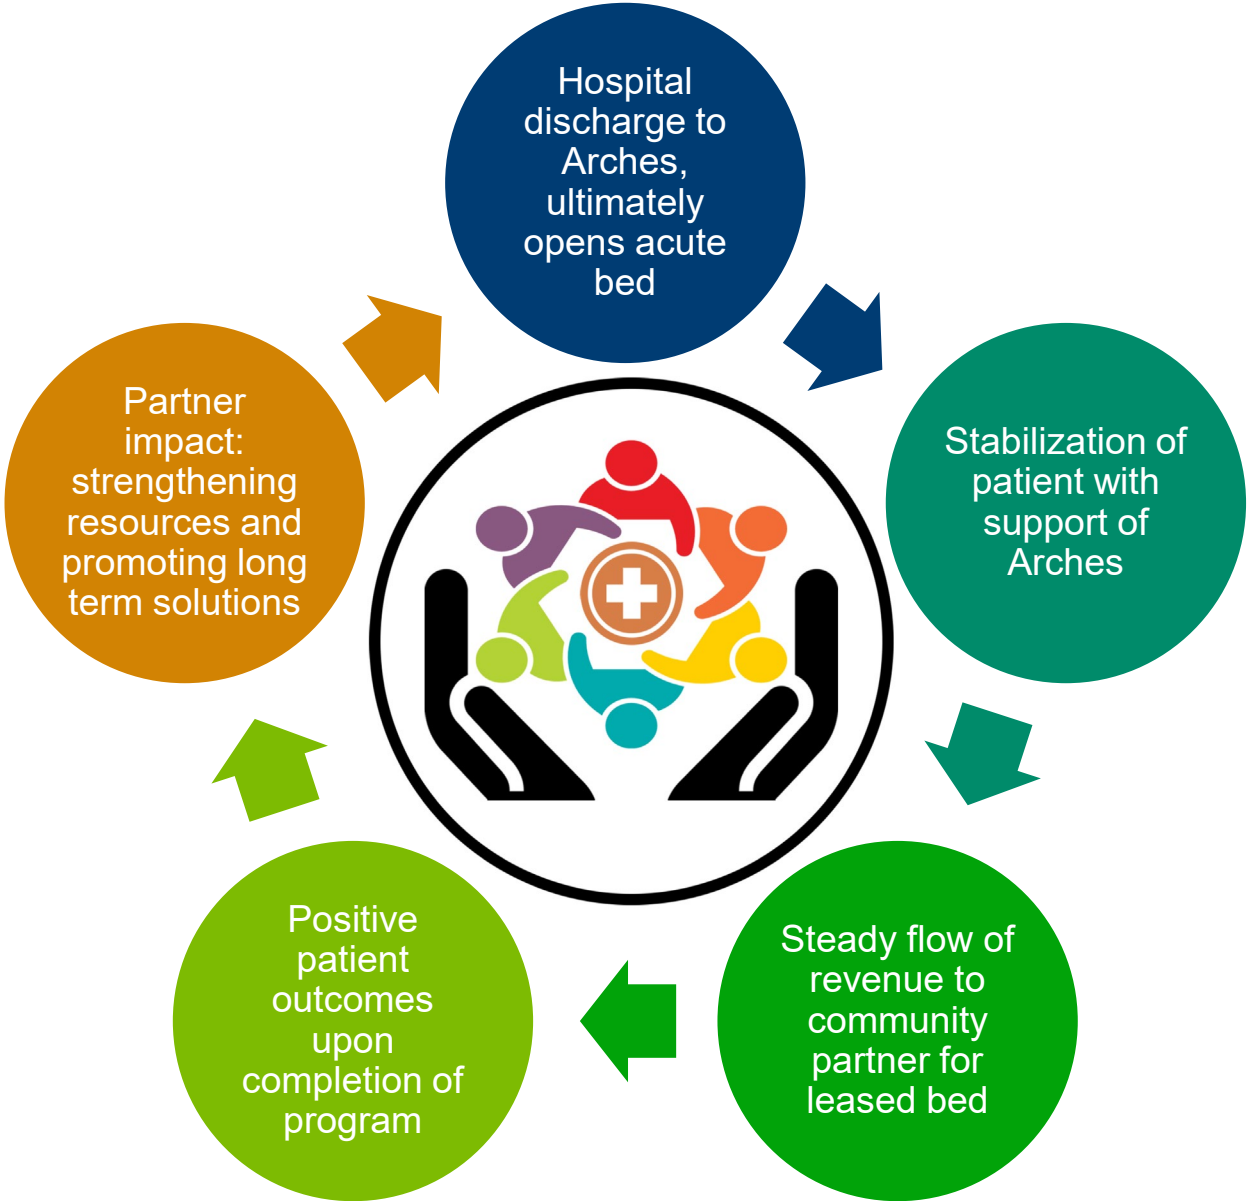 Hospital
discharge to
Arches,
ultimately
opens acute
bed
Stabilization of
patient with
support of
Arches
Steady flow of
revenue to
community
partner for
leased bed
Positive
patient
outcomes
upon
completion of
program
Partner
impact:
strengthening
resources and
promoting long
term solutions